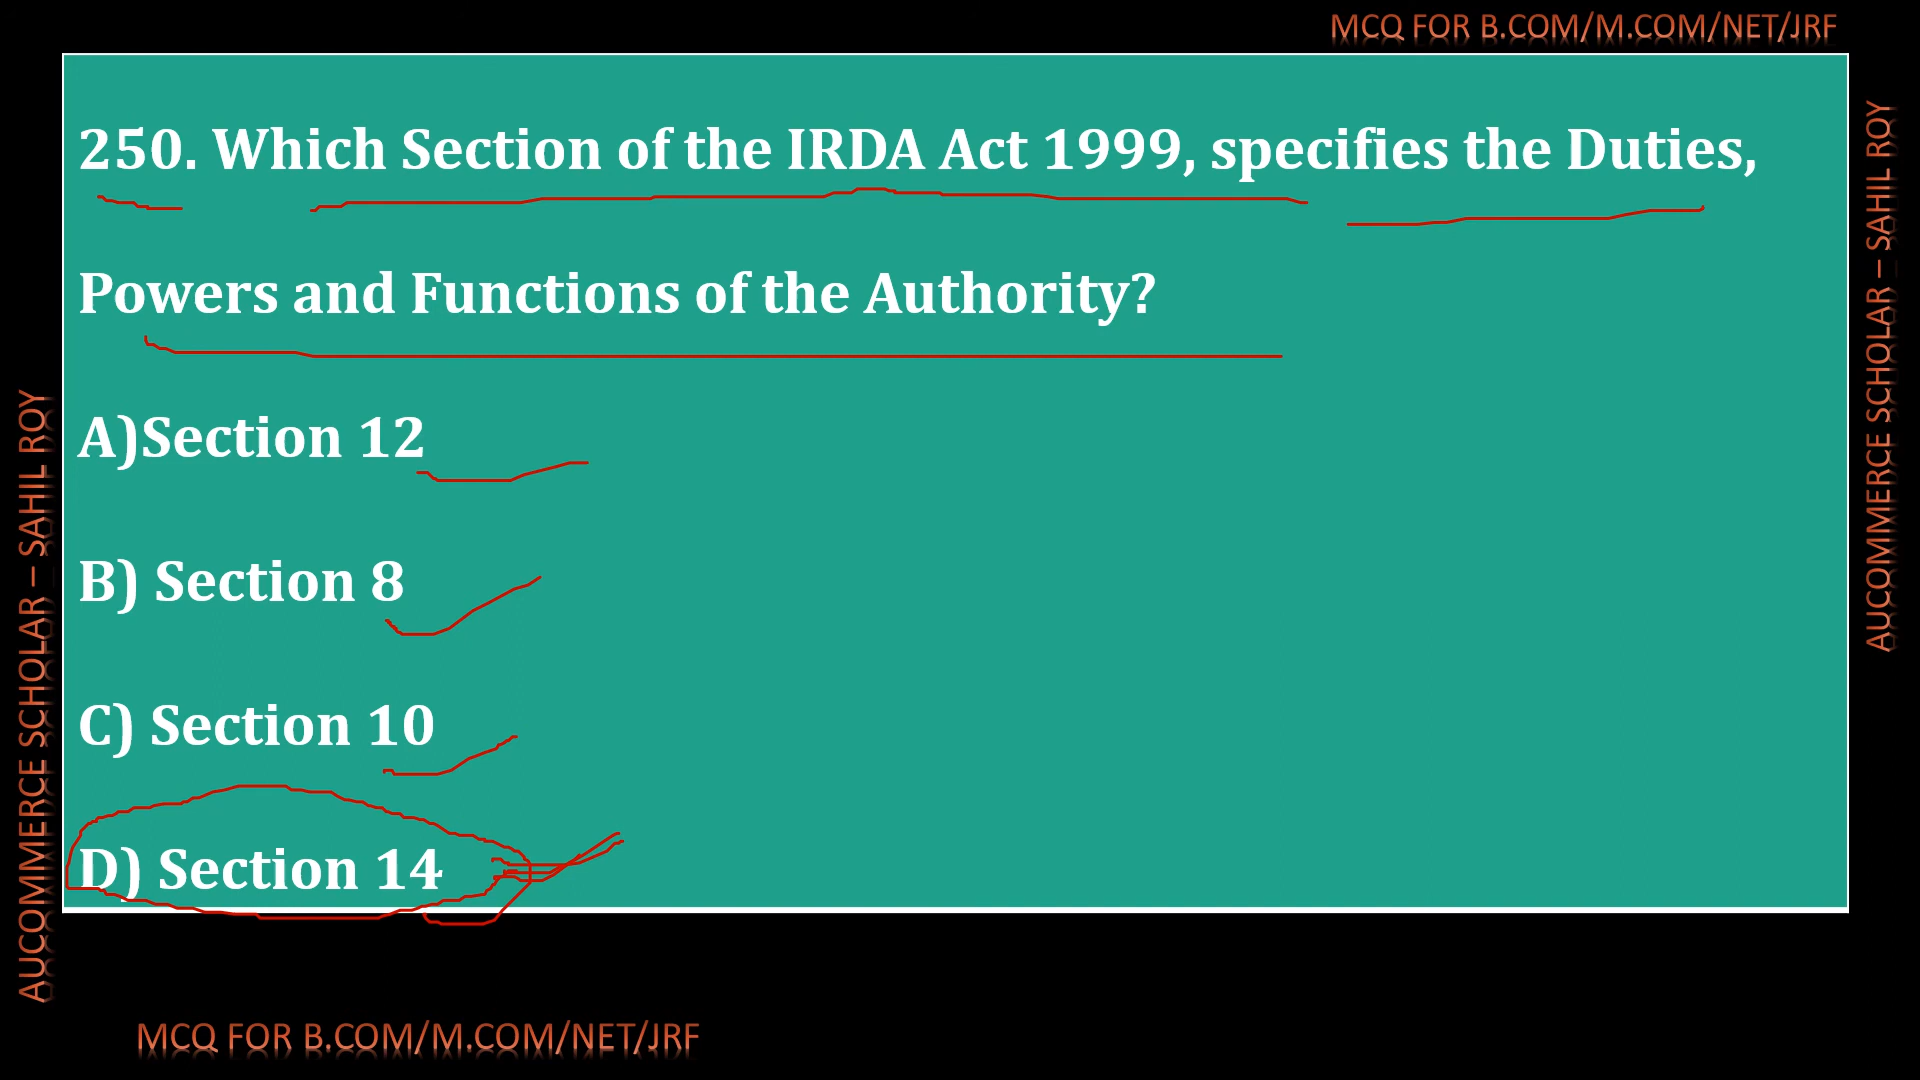 MCQ FOR B.COM/M.COM/NET/JRF
250. Which Section of the IRDA Act 1999, specifies the Duties,
Powers and Functions of the Authority?
A)Section 12
B) Section 8
C) Section 10
D) Section 14
AUCOMMERCE SCHOLAR – SAHIL ROY
AUCOMMERCE SCHOLAR – SAHIL ROY
MCQ FOR B.COM/M.COM/NET/JRF